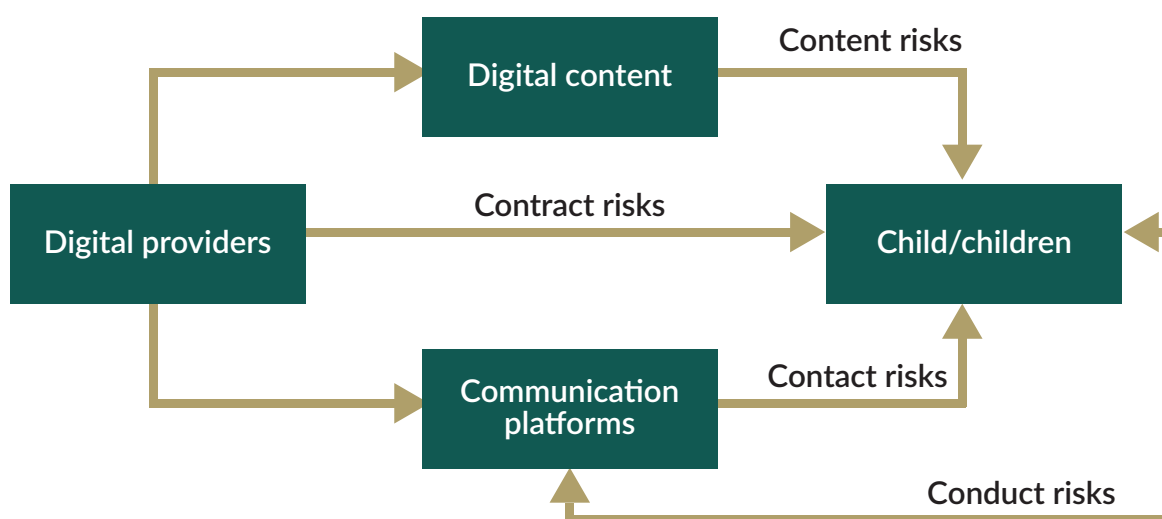 Content risks
Digital content
Contract risks
Digital providers
Child/children
Contact risks
Communication
platforms
Conduct risks